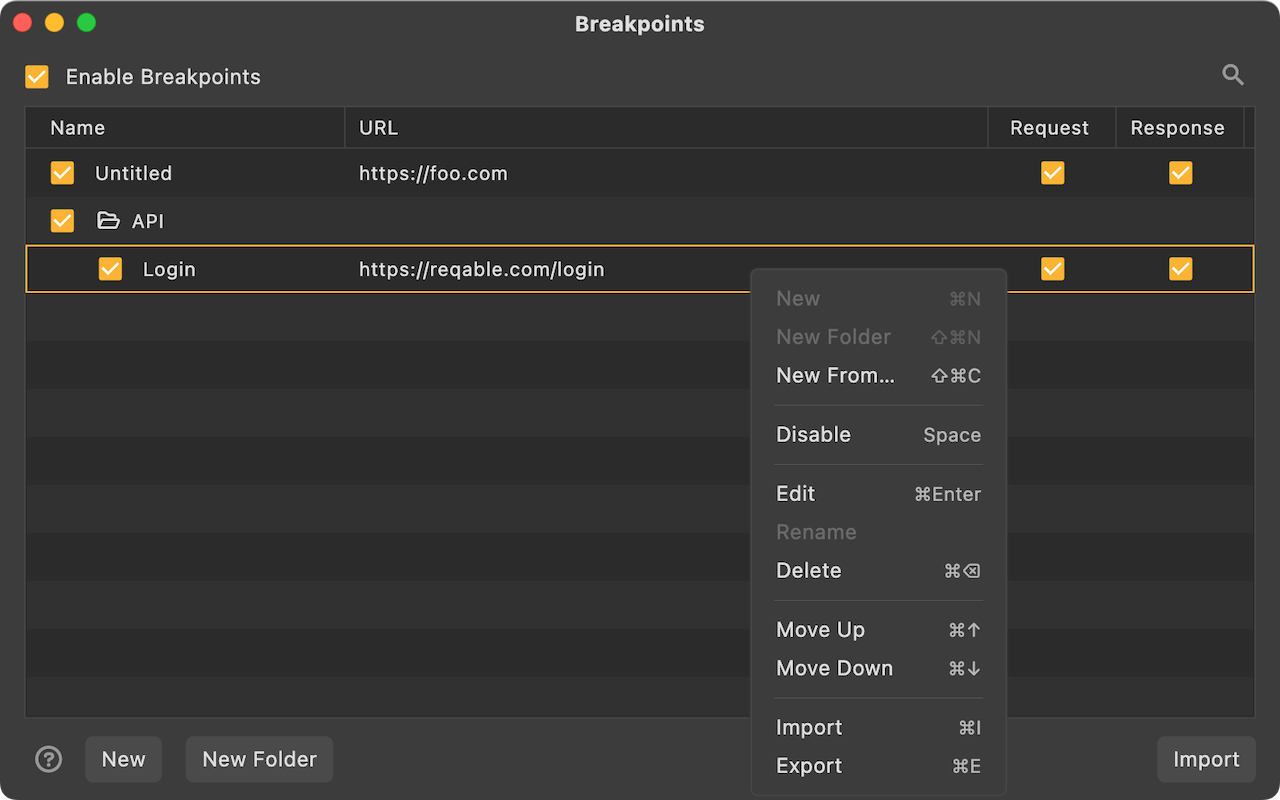 Breakpoints
Enable Breakpoints
Name URL Request Response
Untitled https://foo.com
API
Login https://reqable.com/login
New ⌘N
New Folder ⇧⌘N
New From... ⇧⌘C
Disable Space
Edit ⌘Enter
Rename
Delete ⌘⌫
Move Up ⌘↑
Move Down ⌘↓
Import ⌘I
Export ⌘E
? New New Folder Import